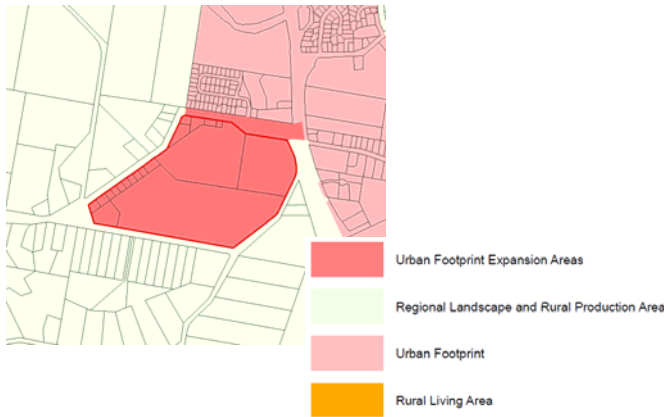 Urban Footprint Expansion Areas
Regional Landscape and Rural Production Area
Urban Footprint
Rural Living Area